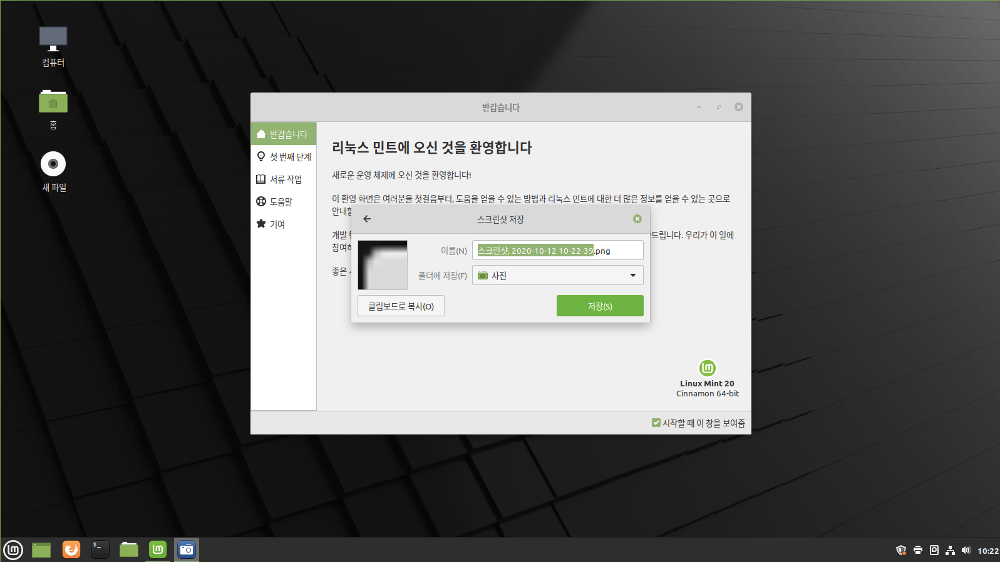 컴퓨터
홈
새 파일
반갑습니다
반갑습니다
첫 번째 단계
서류 작업
도움말
기여
리눅스 민트에 오신 것을 환영합니다
새로운 운영 체제에 오신 것을 환영합니다!
이 환영 화면은 여러분을 첫걸음부터, 도움을 얻을 수 있는 방법과 리눅스 민트에 대한 더 많은 정보를 얻을 수 있는 곳으로
개발
드립니다. 우리가 이 일에
좋은
스크린샷 저장
이름(N)
스크린샷, 2020-10-12 10-22-39.png
폴더에 저장(F)
사진
클립보드로 복사(O)
저장(S)
Linux Mint 20
Cinnamon 64-bit
시작할 때 이 창을 보여줌
10:22